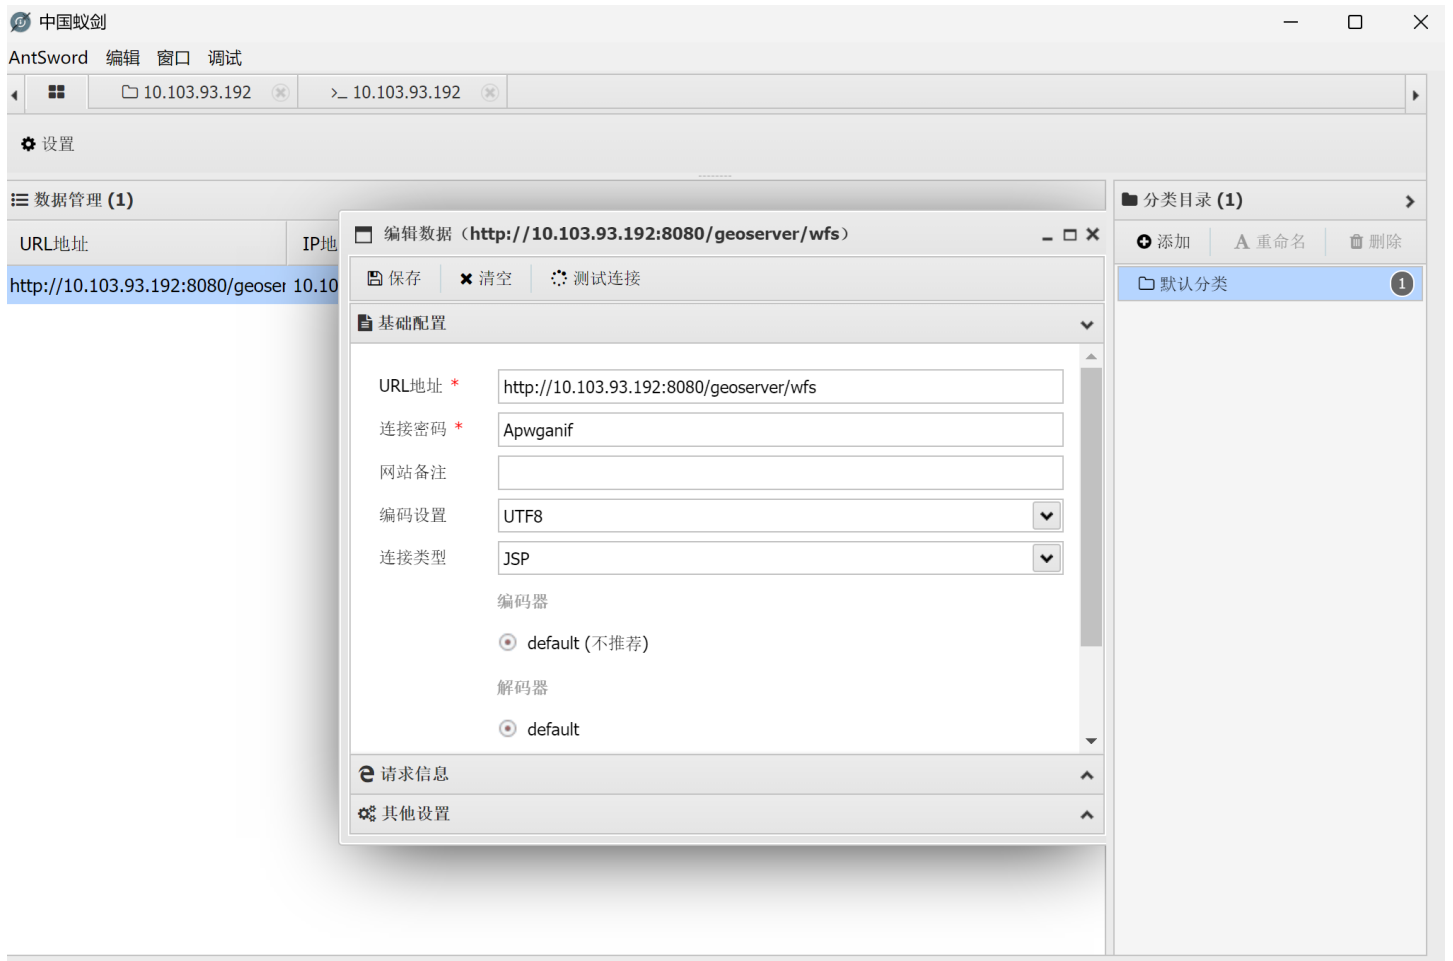 中国蚁剑
AntSword 编辑 窗口 调试
10.103.93.192 >_ 10.103.93.192
设置
数据管理 (1)
分类目录 (1)
URL地址 IP地
添加 重命名 删除
http://10.103.93.192:8080/geoser 10.10
默认分类 1
编辑数据（http://10.103.93.192:8080/geoserver/wfs）
保存 清空 测试连接
基础配置
URL地址 * http://10.103.93.192:8080/geoserver/wfs
连接密码 * Apwganif
网站备注
编码设置 UTF8
连接类型 JSP
编码器
default (不推荐)
解码器
default
请求信息
其他设置